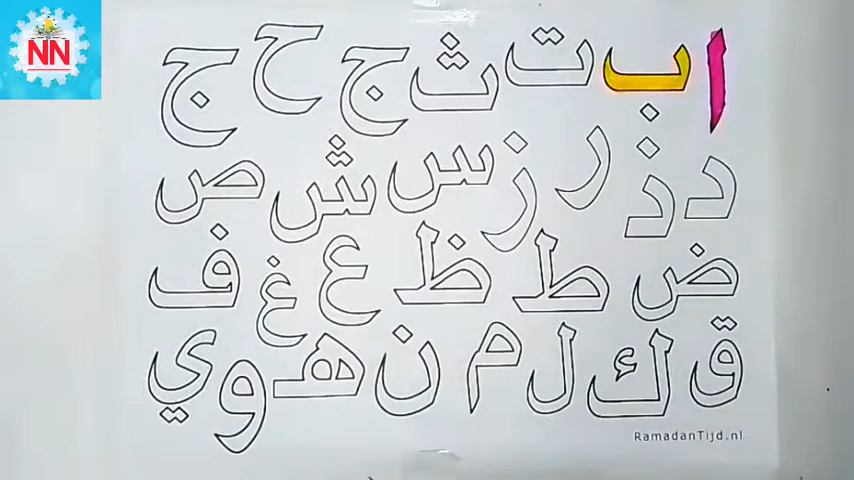 NN
ا ب ت ث ج ح ج
د ذ ر ز س ش ص
ض ط ظ ع غ ف
ق ك ل م ن هـ و ي
RamadanTijd.nl